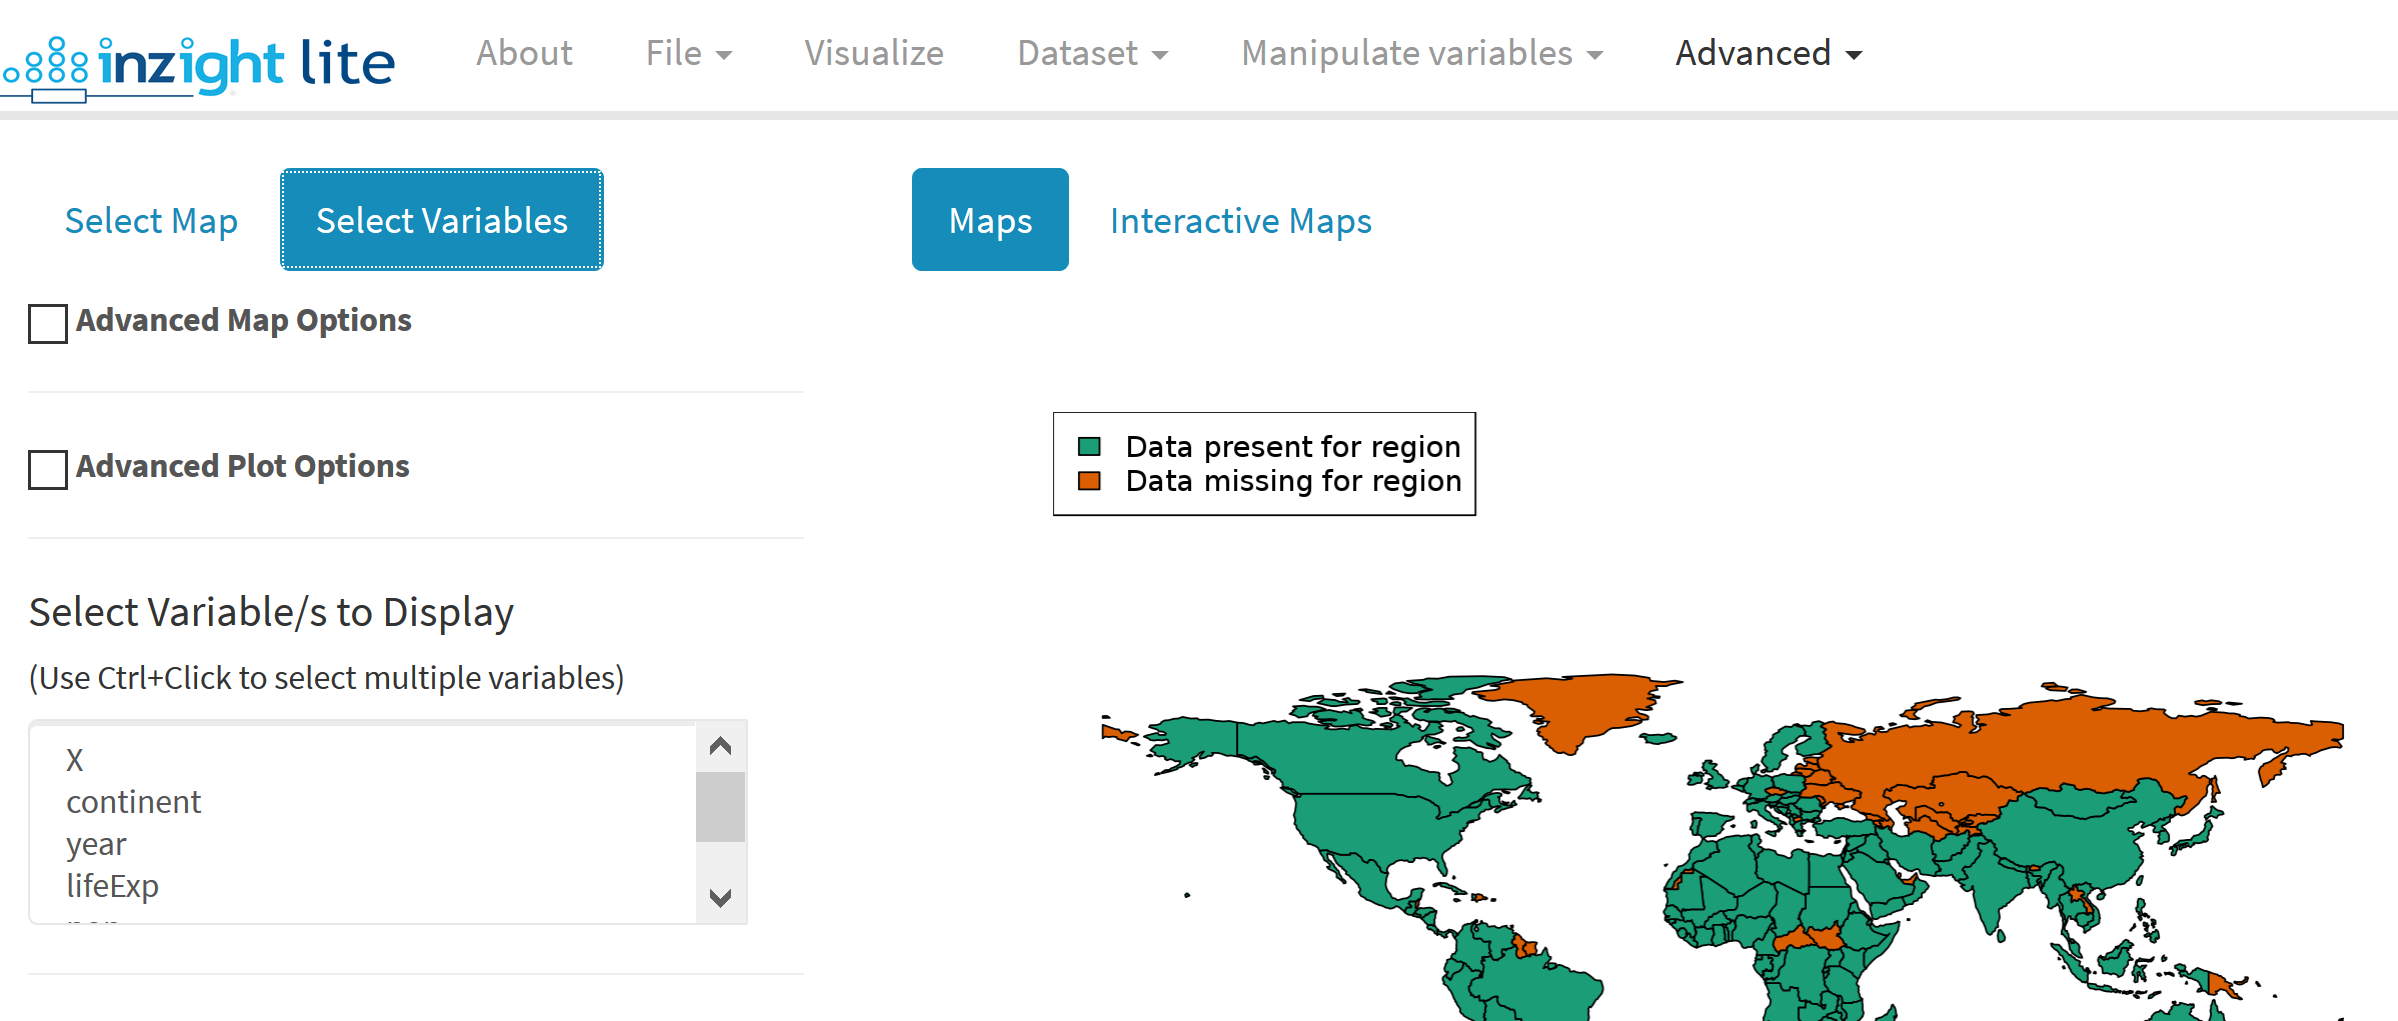 inzight lite
About File Visualize Dataset Manipulate variables Advanced
Select Map Select Variables
Maps Interactive Maps
Advanced Map Options
Advanced Plot Options
Data present for region
Data missing for region
Select Variable/s to Display
(Use Ctrl+Click to select multiple variables)
X
continent
year
lifeExp